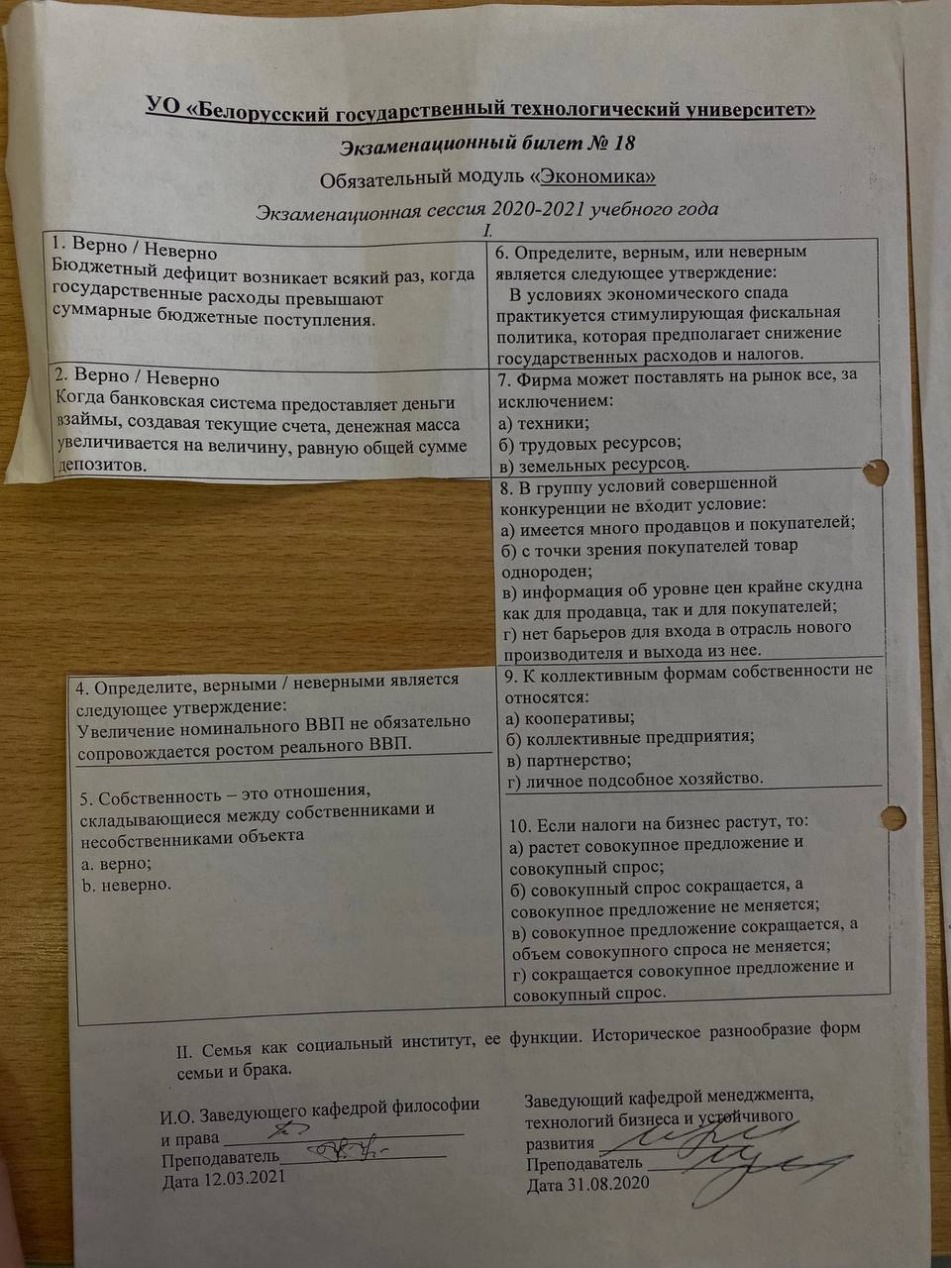 УО «Белорусский государственный технологический университет»
Экзаменационный билет № 18
Обязательный модуль «Экономика»
Экзаменационная сессия 2020-2021 учебного года
I.
1. Верно / Неверно
Бюджетный дефицит возникает всякий раз, когда
государственные расходы превышают
суммарные бюджетные поступления.
2. Верно / Неверно
Когда банковская система предоставляет деньги
взаймы, создавая текущие счета, денежная масса
увеличивается на величину, равную общей сумме
депозитов.
4. Определите, верными / неверными является
следующее утверждение:
Увеличение номинального ВВП не обязательно
сопровождается ростом реального ВВП.
5. Собственность – это отношения,
складывающиеся между собственниками и
несобственниками объекта
a. верно;
b. неверно.
6. Определите, верным, или неверным
является следующее утверждение:
В условиях экономического спада
практикуется стимулирующая фискальная
политика, которая предполагает снижение
государственных расходов и налогов.
7. Фирма может поставлять на рынок все, за
исключением:
а) техники;
б) трудовых ресурсов;
в) земельных ресурсов.
8. В группу условий совершенной
конкуренции не входит условие:
а) имеется много продавцов и покупателей;
б) с точки зрения покупателей товар
однороден;
в) информация об уровне цен крайне скудна
как для продавца, так и для покупателей;
г) нет барьеров для входа в отрасль нового
производителя и выхода из нее.
9. К коллективным формам собственности не
относятся:
а) кооперативы;
б) коллективные предприятия;
в) партнерство;
г) личное подсобное хозяйство.
10. Если налоги на бизнес растут, то:
а) растет совокупное предложение и
совокупный спрос;
б) совокупный спрос сокращается, а
совокупное предложение не меняется;
в) совокупное предложение сокращается, а
объем совокупного спроса не меняется;
г) сокращается совокупное предложение и
совокупный спрос.
II. Семья как социальный институт, ее функции. Историческое разнообразие форм
семьи и брака.
И.О. Заведующего кафедрой философии
и права
Преподаватель
Дата 12.03.2021
Заведующий кафедрой менеджмента,
технологий бизнеса и устойчивого
развития
Преподаватель
Дата 31.08.2020